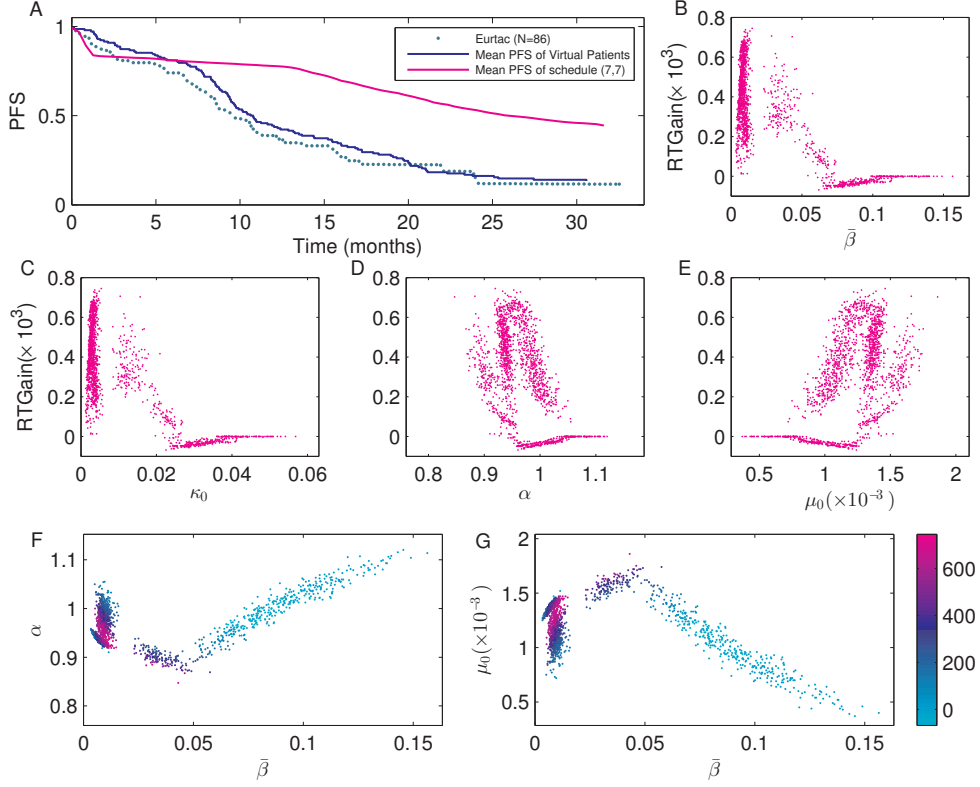 A
PFS
1
0.5
0
0 5 10 15 20 25 30
Time (months)
Eurtac (N=86)
Mean PFS of Virtual Patients
Mean PFS of schedule (7,7)
B
RTGain(× 10³)
0.8
0.6
0.4
0.2
0
0 0.05 0.1 0.15
β̄
C
RTGain(× 10³)
0.8
0.6
0.4
0.2
0
0 0.02 0.04 0.06
κ₀
D
0.8
0.6
0.4
0.2
0
0.8 0.9 1 1.1
α
E
0.8
0.6
0.4
0.2
0
0.5 1 1.5 2
μ₀(×10⁻³)
F
α
1.1
1
0.9
0.8
0 0.05 0.1 0.15
β̄
G
μ₀(×10⁻³)
2
1.5
1
0.5
0 0.05 0.1 0.15
β̄
600
400
200
0